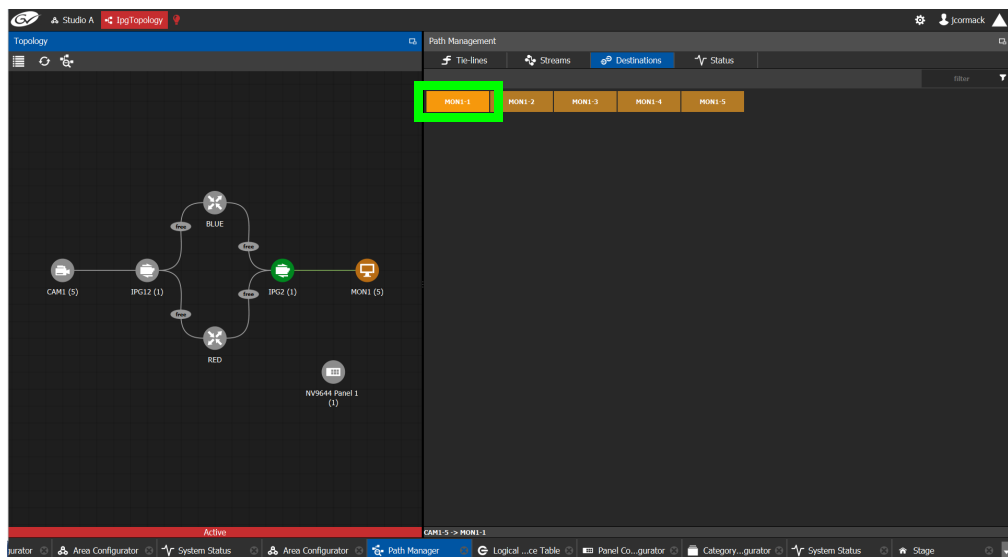 GV Studio A IpgTopology jcormack
Topology
Path Management
Tie-lines Streams Destinations Status
filter
MON1-1 MON1-2 MON1-3 MON1-4 MON1-5
BLUE
free
free
CAM1 (5) IPG12 (1) IPG2 (1) MON1 (5)
free
free
RED
NV9644 Panel 1
(1)
Active
CAM1-5 -> MON1-1
gurator Area Configurator System Status Area Configurator Path Manager Logical ...ce Table Panel Co...gurator Category...gurator System Status Stage